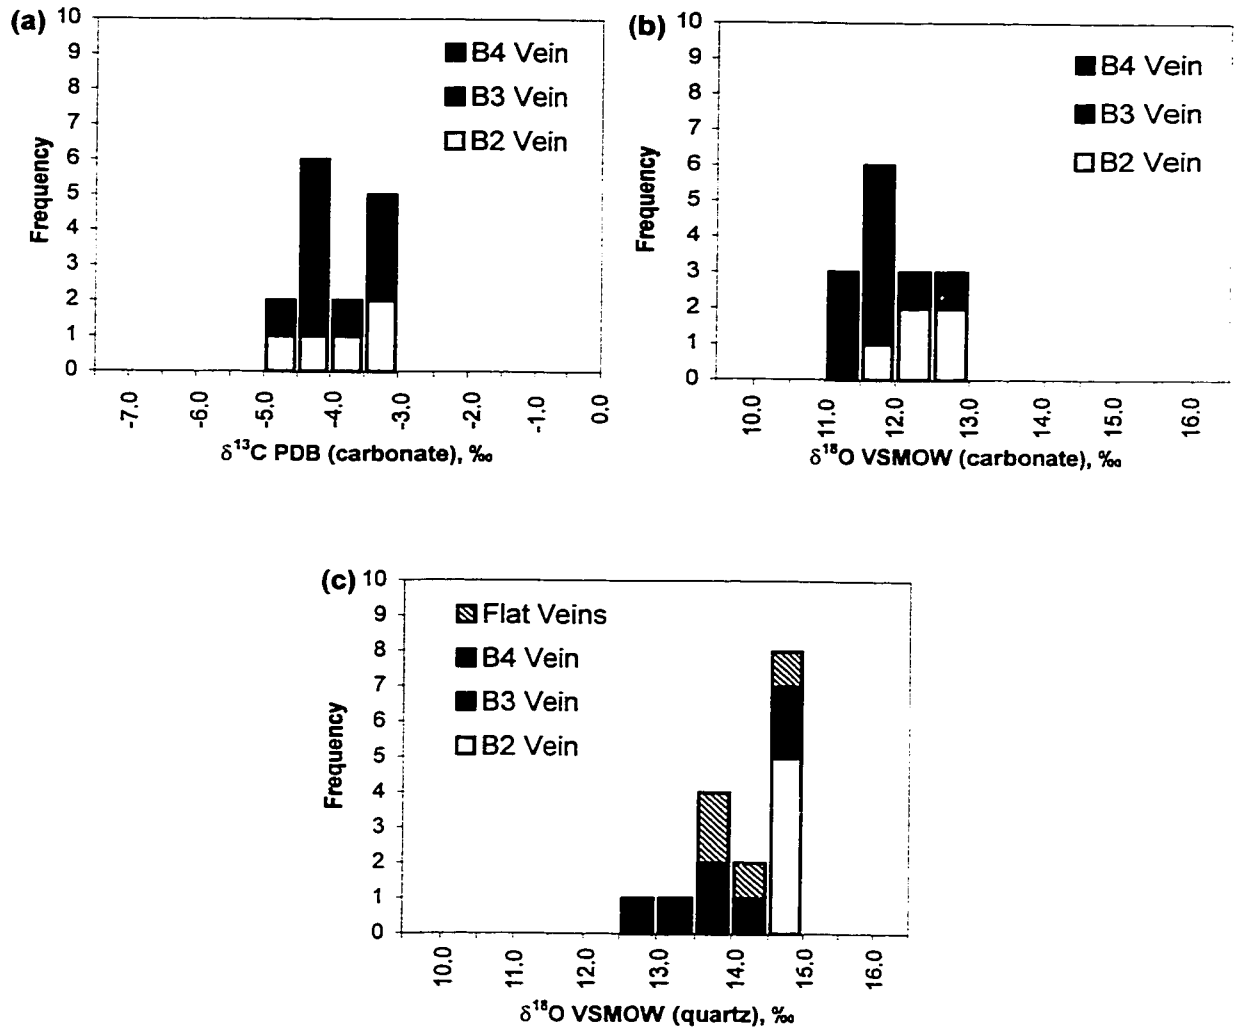 (a)
10
9
8
7
6
5
4
3
2
1
0
Frequency
B4 Vein
B3 Vein
B2 Vein
-7.0
-6.0
-5.0
-4.0
-3.0
-2.0
-1.0
0.0
δ¹³C PDB (carbonate), ‰
(b)
10
9
8
7
6
5
4
3
2
1
0
Frequency
B4 Vein
B3 Vein
B2 Vein
10.0
11.0
12.0
13.0
14.0
15.0
16.0
δ¹⁸O VSMOW (carbonate), ‰
(c)
10
9
8
7
6
5
4
3
2
1
0
Frequency
Flat Veins
B4 Vein
B3 Vein
B2 Vein
10.0
11.0
12.0
13.0
14.0
15.0
16.0
δ¹⁸O VSMOW (quartz), ‰